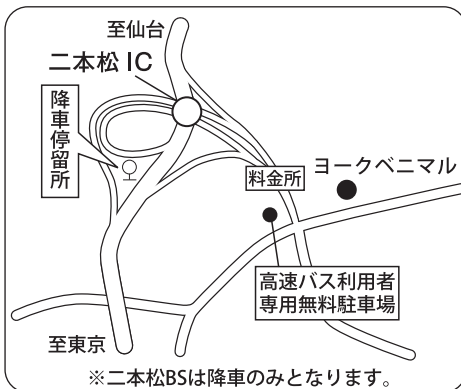 至仙台
二本松 IC
降車停留所
料金所
ヨークベニマル
高速バス利用者
専用無料駐車場
至東京
※二本松BSは降車のみとなります。